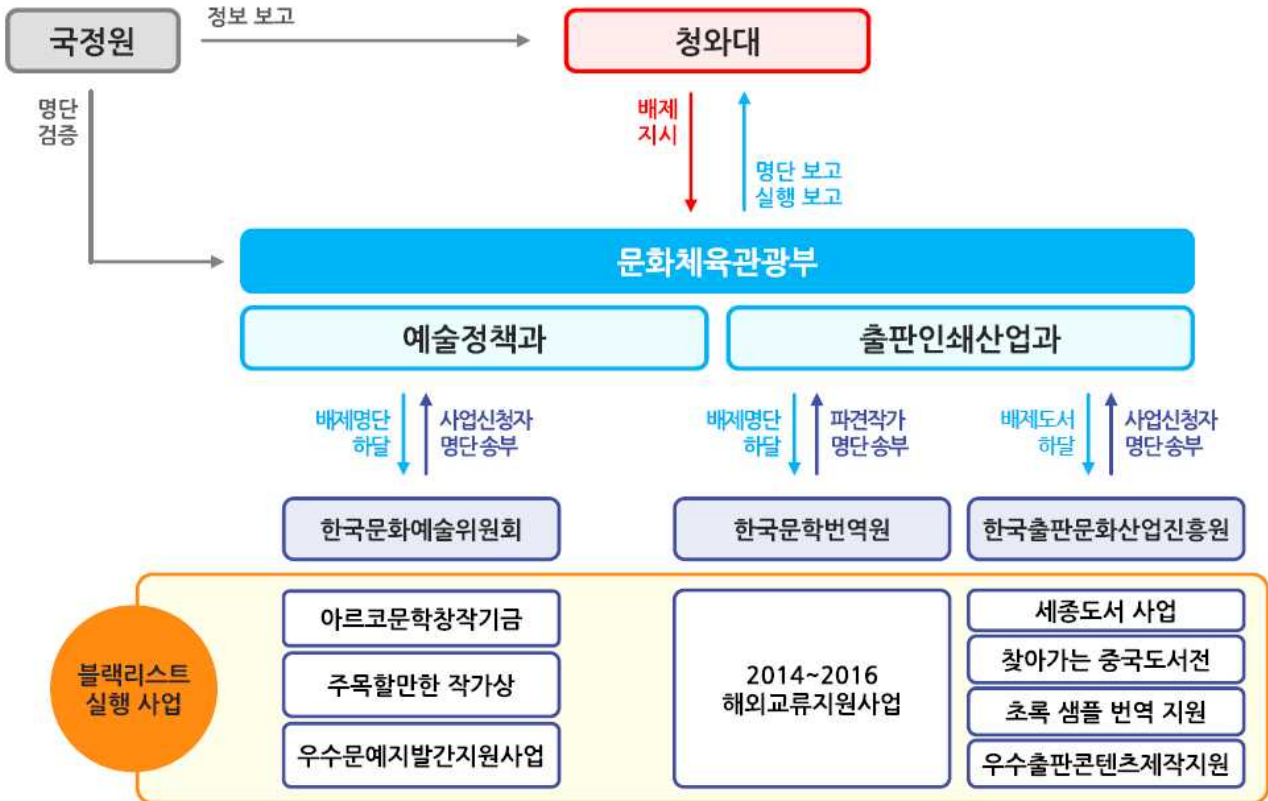 국정원
정보 보고
청와대
명단
검증
배제
지시
명단 보고
실행 보고
문화체육관광부
예술정책과
출판인쇄산업과
배제명단
하달
사업신청자
명단 송부
배제명단
하달
파견작가
명단 송부
배제도서
하달
사업신청자
명단 송부
한국문화예술위원회
한국문학번역원
한국출판문화산업진흥원
블랙리스트
실행 사업
아르코문학창작기금
주목할만한 작가상
우수문예지발간지원사업
2014~2016
해외교류지원사업
세종도서 사업
찾아가는 중국도서전
초록 샘플 번역 지원
우수출판콘텐츠제작지원